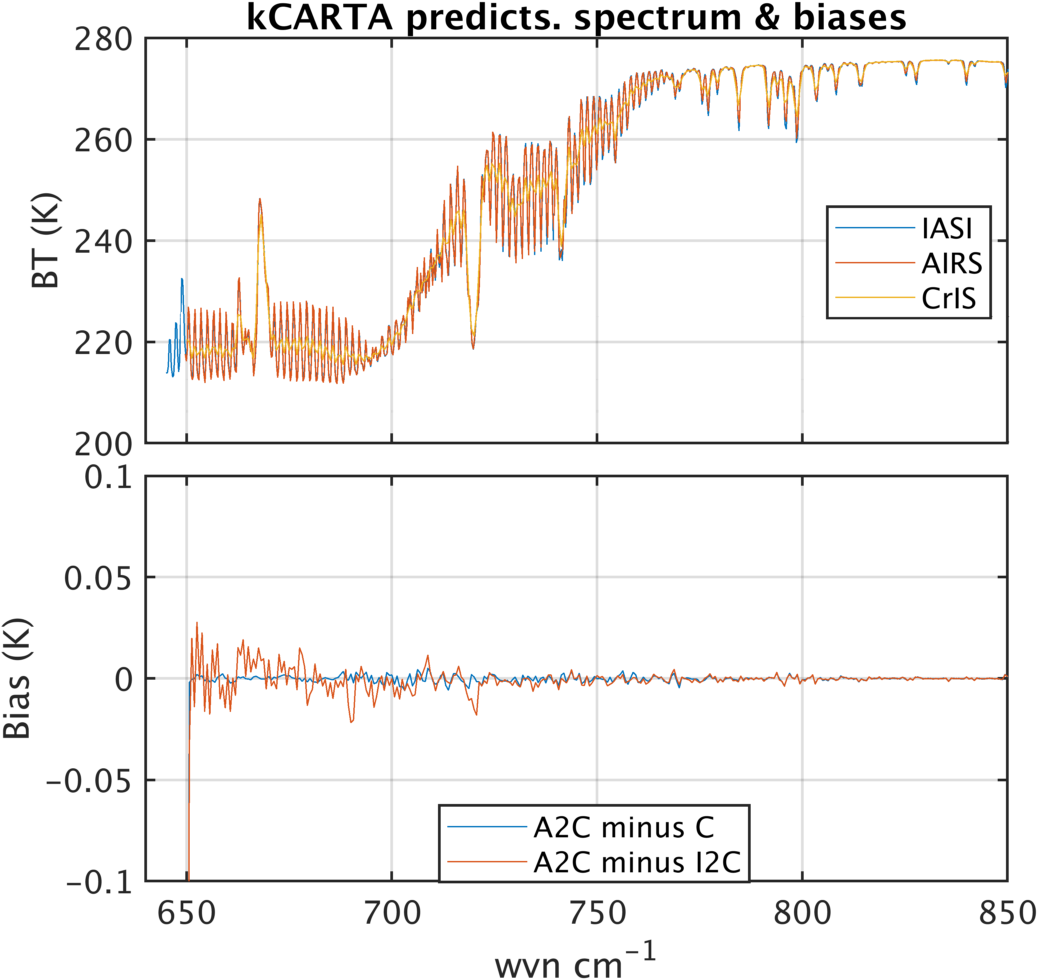 kCARTA predicts. spectrum & biases
280
260
240
220
200
BT (K)
IASI
AIRS
CrIS
0.1
0.05
0
-0.05
-0.1
Bias (K)
A2C minus C
A2C minus I2C
650 700 750 800 850
wvn cm⁻¹